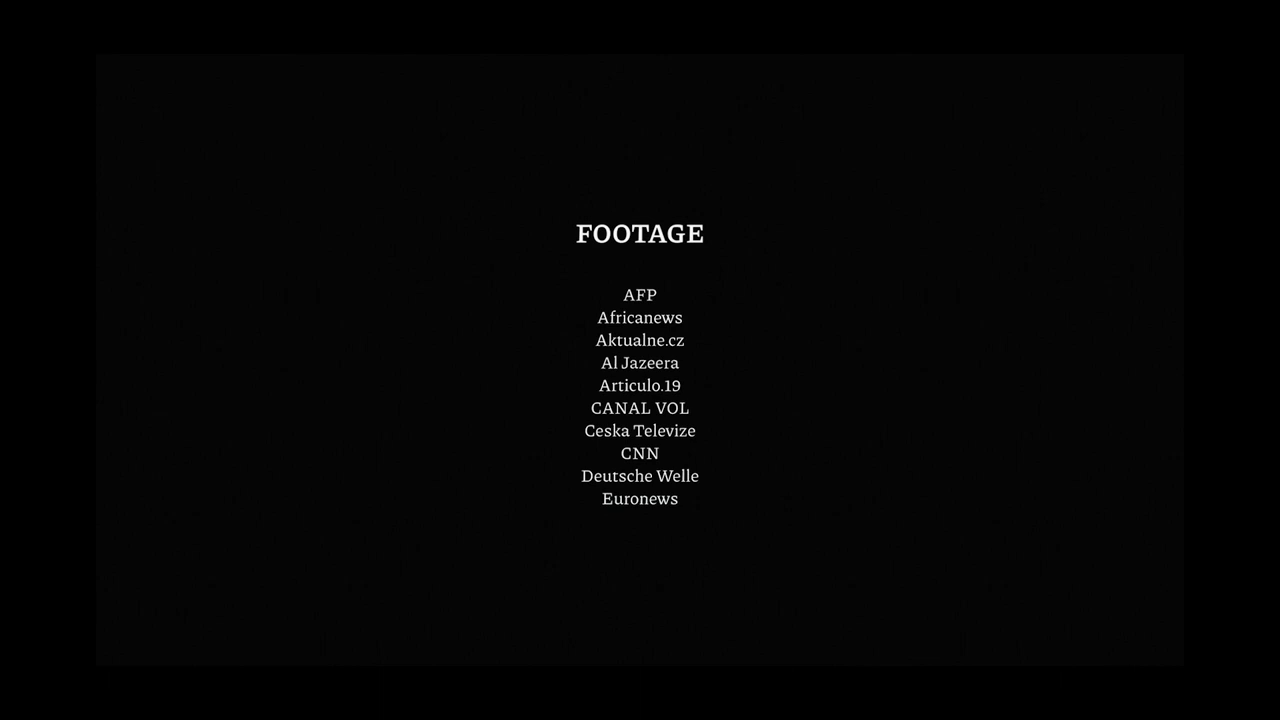 FOOTAGE
AFP
Africanews
Aktualne.cz
Al Jazeera
Articulo.19
CANAL VOL
Ceska Televize
CNN
Deutsche Welle
Euronews